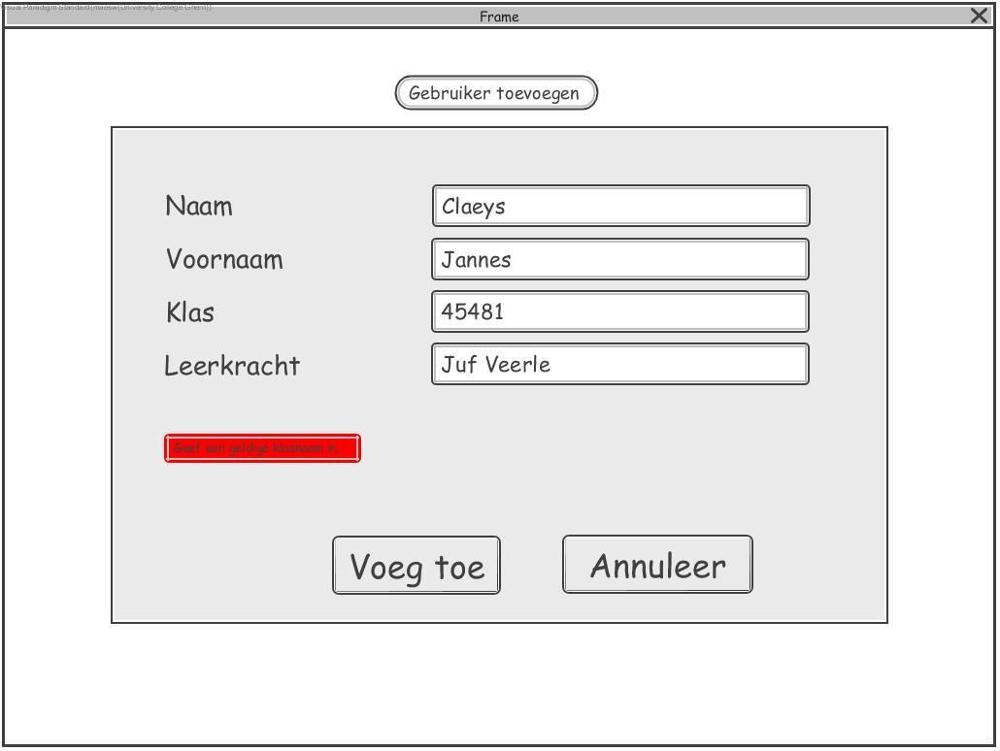 Visual Paradigm Standard(maesw(University College Ghent))
Frame
Gebruiker toevoegen
Naam
Claeys
Voornaam
Jannes
Klas
45481
Leerkracht
Juf Veerle
Geef een geldige klasnaam in
Voeg toe
Annuleer